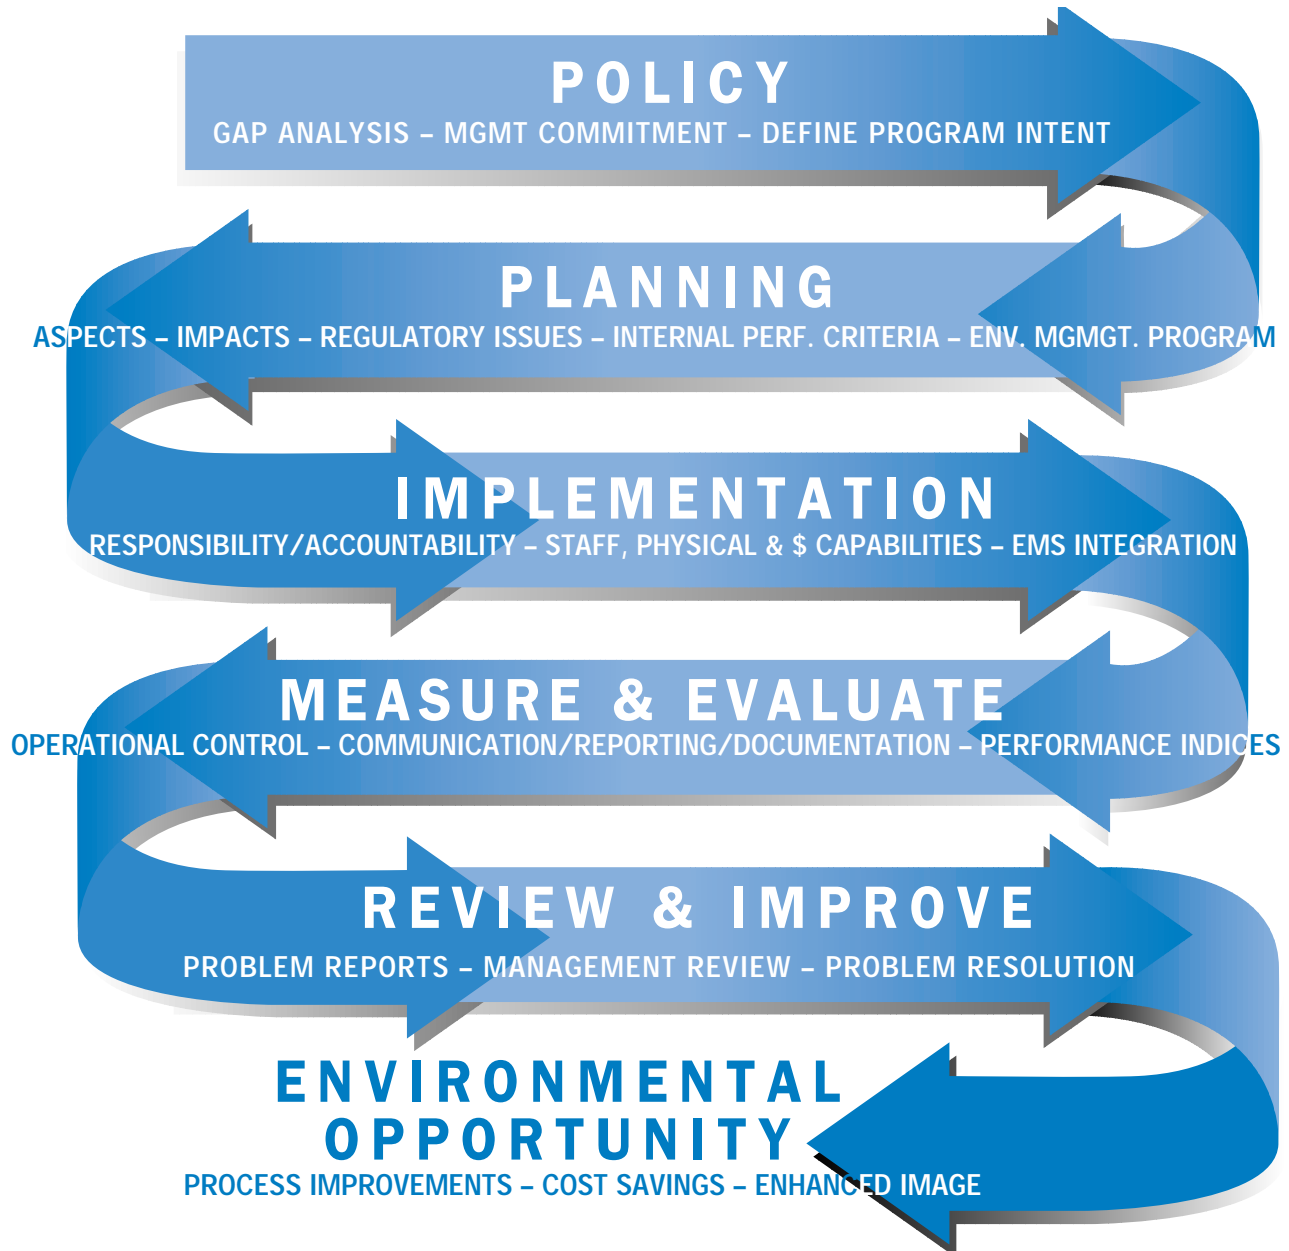 POLICY
GAP ANALYSIS – MGMT COMMITMENT – DEFINE PROGRAM INTENT
PLANNING
ASPECTS – IMPACTS – REGULATORY ISSUES – INTERNAL PERF. CRITERIA – ENV. MGMGT. PROGRAM
IMPLEMENTATION
RESPONSIBILITY/ACCOUNTABILITY – STAFF, PHYSICAL & $ CAPABILITIES – EMS INTEGRATION
MEASURE & EVALUATE
OPERATIONAL CONTROL – COMMUNICATION/REPORTING/DOCUMENTATION – PERFORMANCE INDICES
REVIEW & IMPROVE
PROBLEM REPORTS – MANAGEMENT REVIEW – PROBLEM RESOLUTION
ENVIRONMENTAL
OPPORTUNITY
PROCESS IMPROVEMENTS – COST SAVINGS – ENHANCED IMAGE